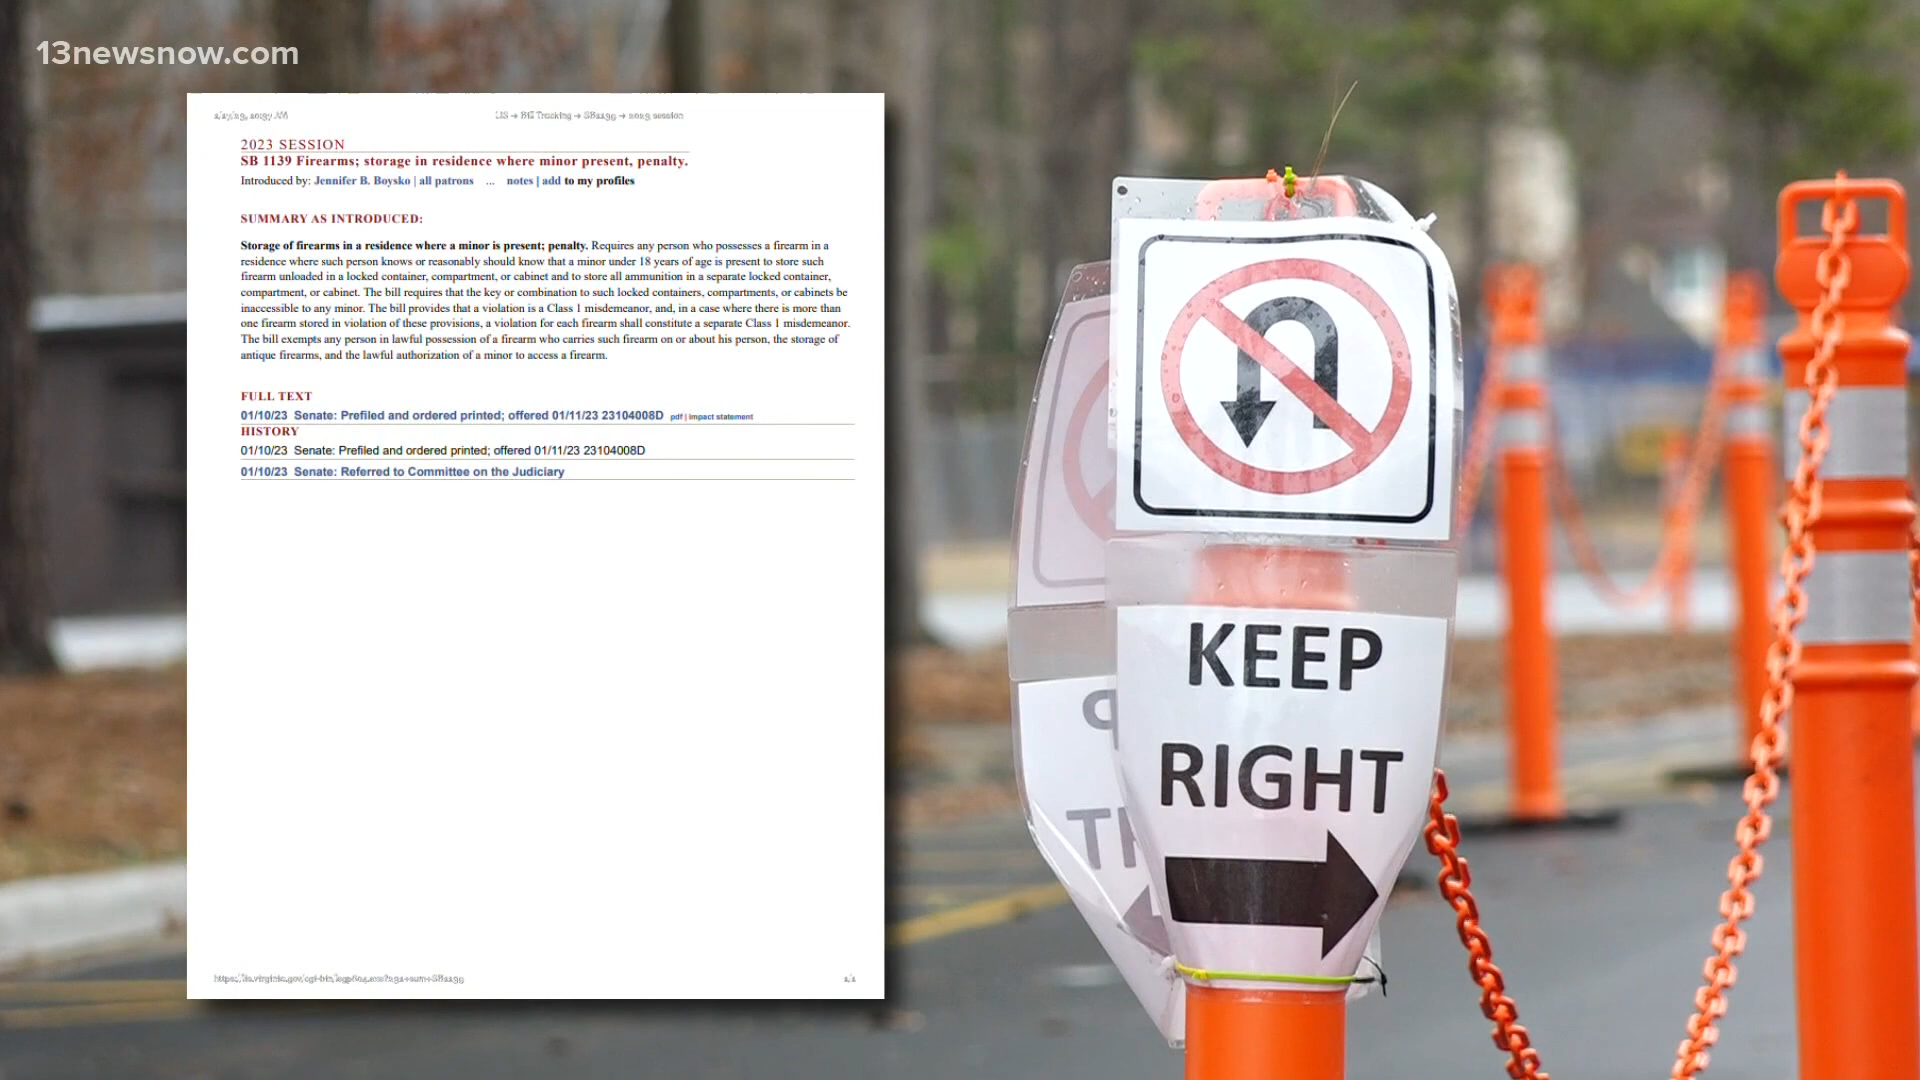 13newsnow.com
LIS → Bill Tracking → SB1139 → 2023 session
2023 SESSION
SB 1139 Firearms; storage in residence where minor present, penalty.
Introduced by: Jennifer B. Boysko | all patrons ... notes | add to my profiles
SUMMARY AS INTRODUCED:
Storage of firearms in a residence where a minor is present; penalty. Requires any person who possesses a firearm in a
residence where such person knows or reasonably should know that a minor under 18 years of age is present to store such
firearm unloaded in a locked container, compartment, or cabinet and to store all ammunition in a separate locked container,
compartment, or cabinet. The bill requires that the key or combination to such locked containers, compartments, or cabinets be
inaccessible to any minor. The bill provides that a violation is a Class 1 misdemeanor, and, in a case where there is more than
one firearm stored in violation of these provisions, a violation for each firearm shall constitute a separate Class 1 misdemeanor.
The bill exempts any person in lawful possession of a firearm who carries such firearm on or about his person, the storage of
antique firearms, and the lawful authorization of a minor to access a firearm.
FULL TEXT
01/10/23 Senate: Prefiled and ordered printed; offered 01/11/23 23104008D pdf | impact statement
HISTORY
01/10/23 Senate: Prefiled and ordered printed; offered 01/11/23 23104008D
01/10/23 Senate: Referred to Committee on the Judiciary
1/1
KEEP
RIGHT